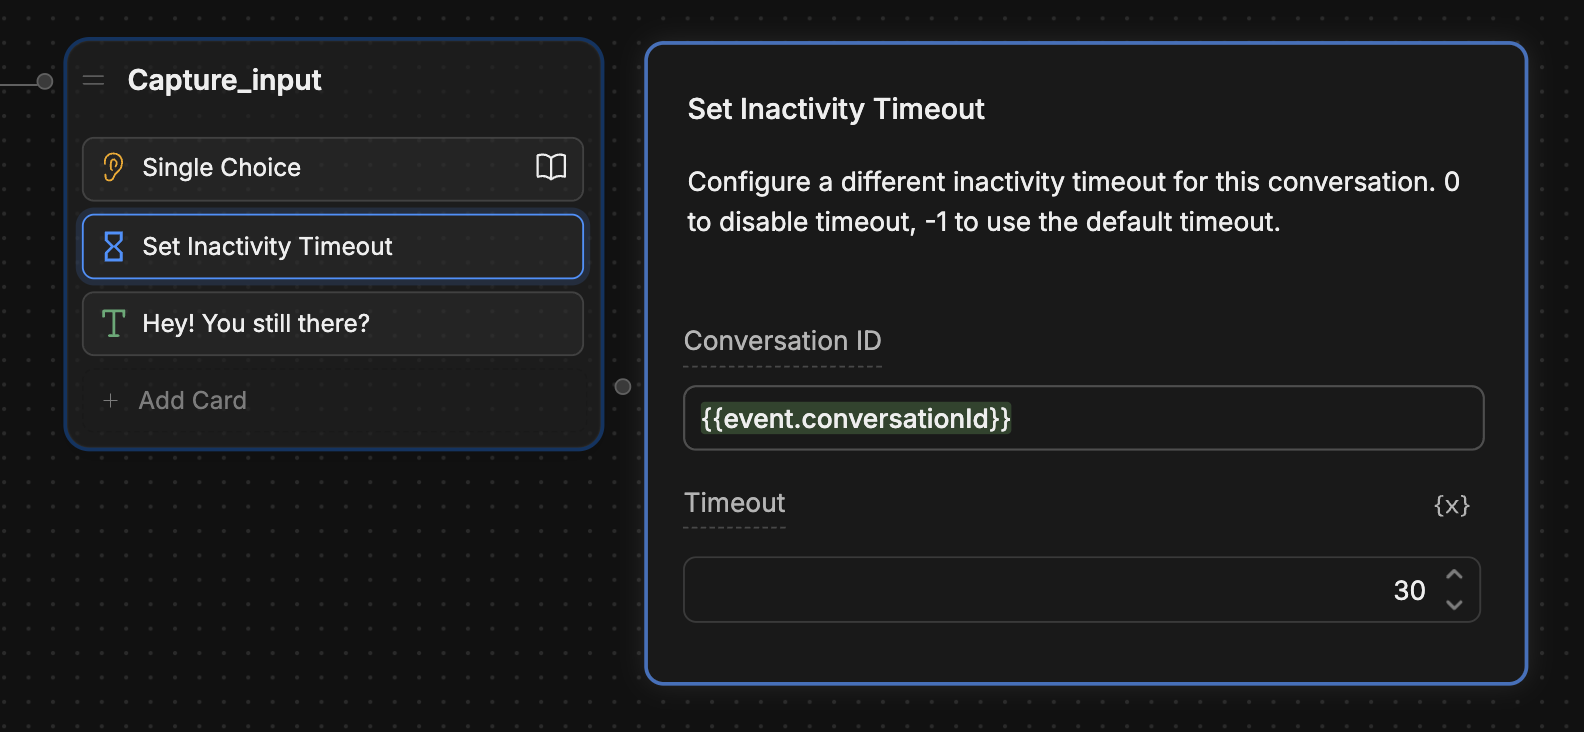 Capture_input
Single Choice
Set Inactivity Timeout
Hey! You still there?
+ Add Card
Set Inactivity Timeout
Configure a different inactivity timeout for this conversation. 0
to disable timeout, -1 to use the default timeout.
Conversation ID
{{event.conversationId}}
Timeout
{x}
30